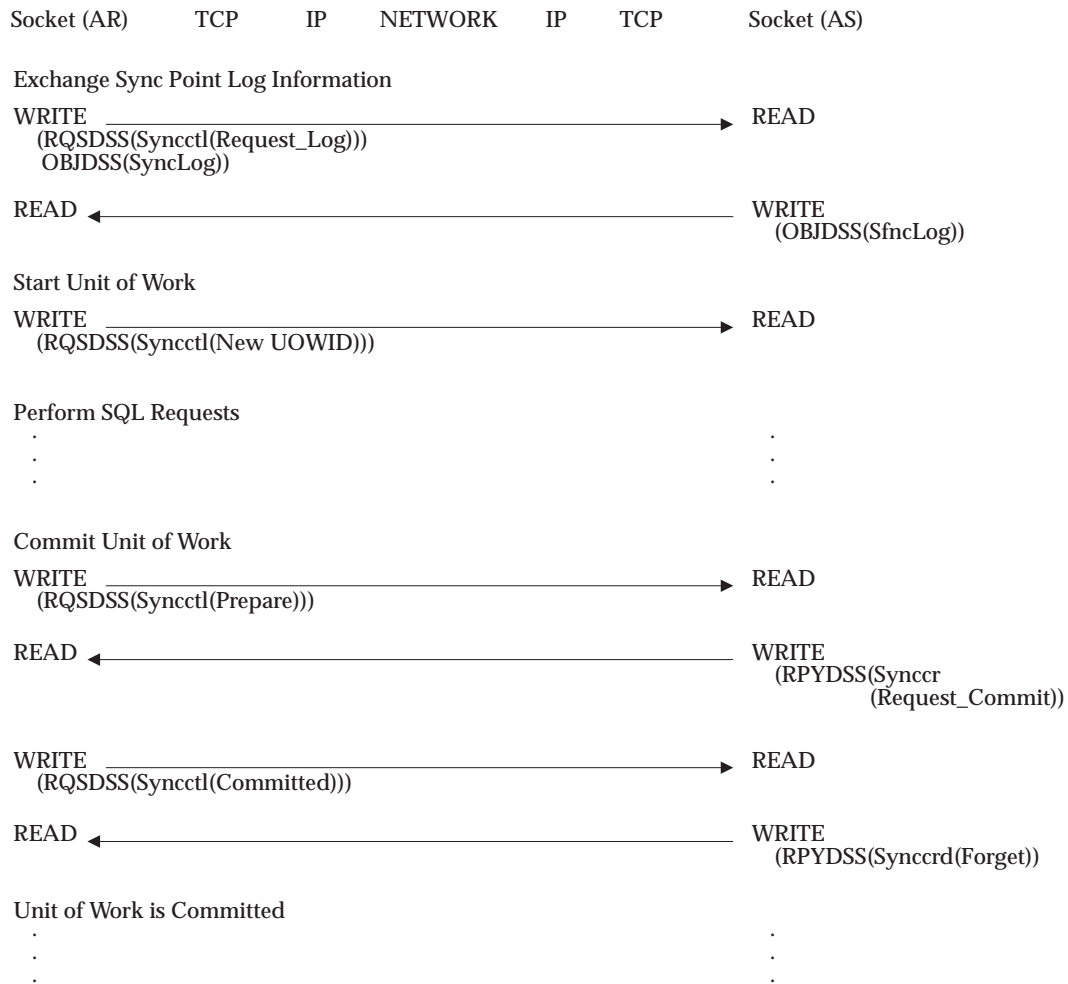 Socket (AR) TCP IP NETWORK IP TCP Socket (AS)
Exchange Sync Point Log Information
WRITE READ
(RQSDSS(Syncctl(Request_Log)))
OBJDSS(SyncLog))
READ WRITE
(OBJDSS(SfncLog))
Start Unit of Work
WRITE READ
(RQSDSS(Syncctl(New UOWID)))
Perform SQL Requests
. .
. .
. .
Commit Unit of Work
WRITE READ
(RQSDSS(Syncctl(Prepare)))
READ WRITE
(RPYDSS(Synccr
(Request_Commit))
WRITE READ
(RQSDSS(Syncctl(Committed)))
READ WRITE
(RPYDSS(Synccrd(Forget))
Unit of Work is Committed
. .
. .
. .